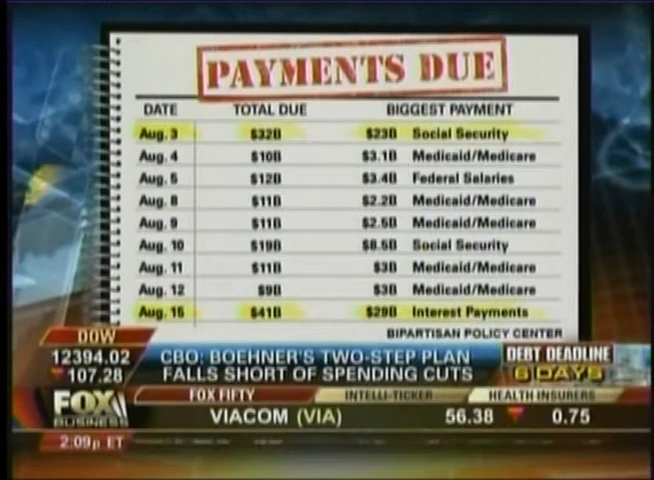 PAYMENTS DUE
DATE TOTAL DUE BIGGEST PAYMENT
Aug. 3 $32B $23B Social Security
Aug. 4 $10B $3.1B Medicaid/Medicare
Aug. 5 $12B $3.4B Federal Salaries
Aug. 8 $11B $2.2B Medicaid/Medicare
Aug. 9 $11B $2.5B Medicaid/Medicare
Aug. 10 $19B $8.5B Social Security
Aug. 11 $11B $3B Medicaid/Medicare
Aug. 12 $9B $3B Medicaid/Medicare
Aug. 15 $41B $29B Interest Payments
BIPARTISAN POLICY CENTER
DOW
12394.02
107.28
CBO: BOEHNER'S TWO-STEP PLAN
FALLS SHORT OF SPENDING CUTS
DEBT DEADLINE
6 DAYS
FOX FIFTY INTELLI-TICKER HEALTH INSURERS
FOX
BUSINESS
VIACOM (VIA) 56.38 0.75
2:09p ET